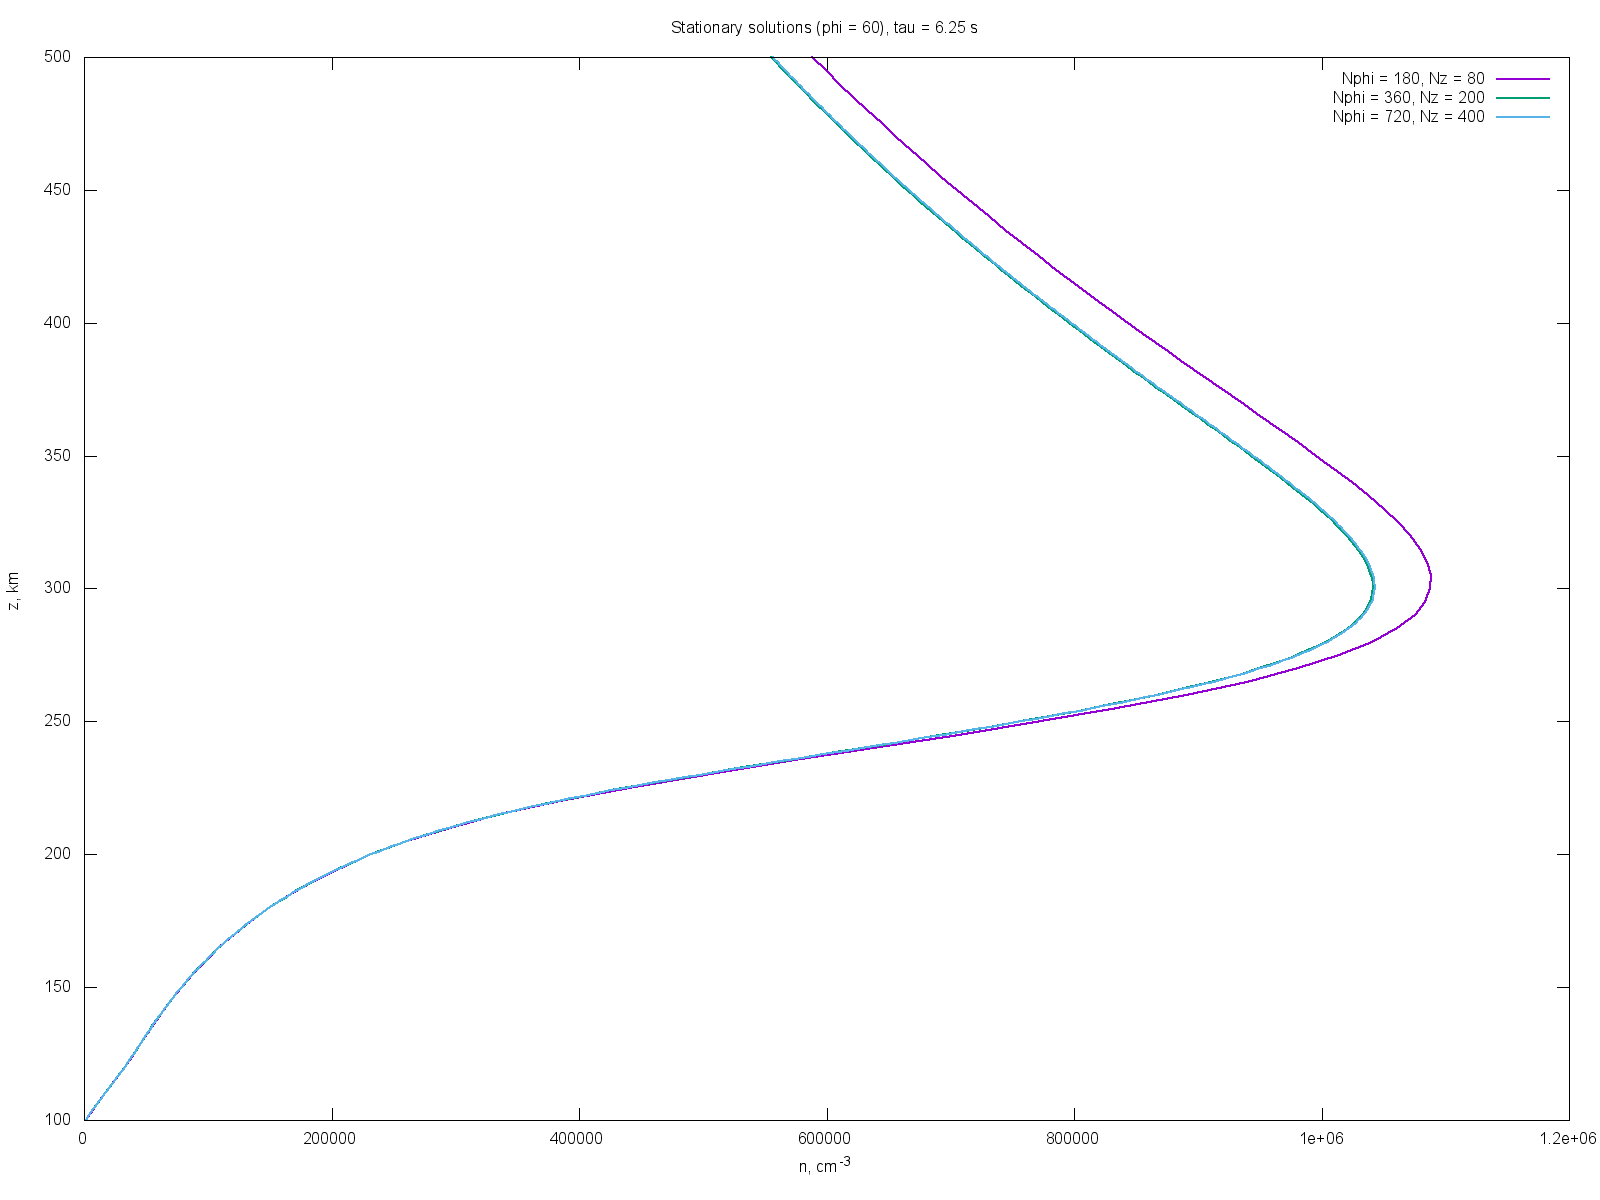 Stationary solutions (phi = 60), tau = 6.25 s
Nphi = 180, Nz = 80
Nphi = 360, Nz = 200
Nphi = 720, Nz = 400
500
450
400
350
300
250
200
150
100
z, km
0 200000 400000 600000 800000 1e+06 1.2e+06
n, cm-3